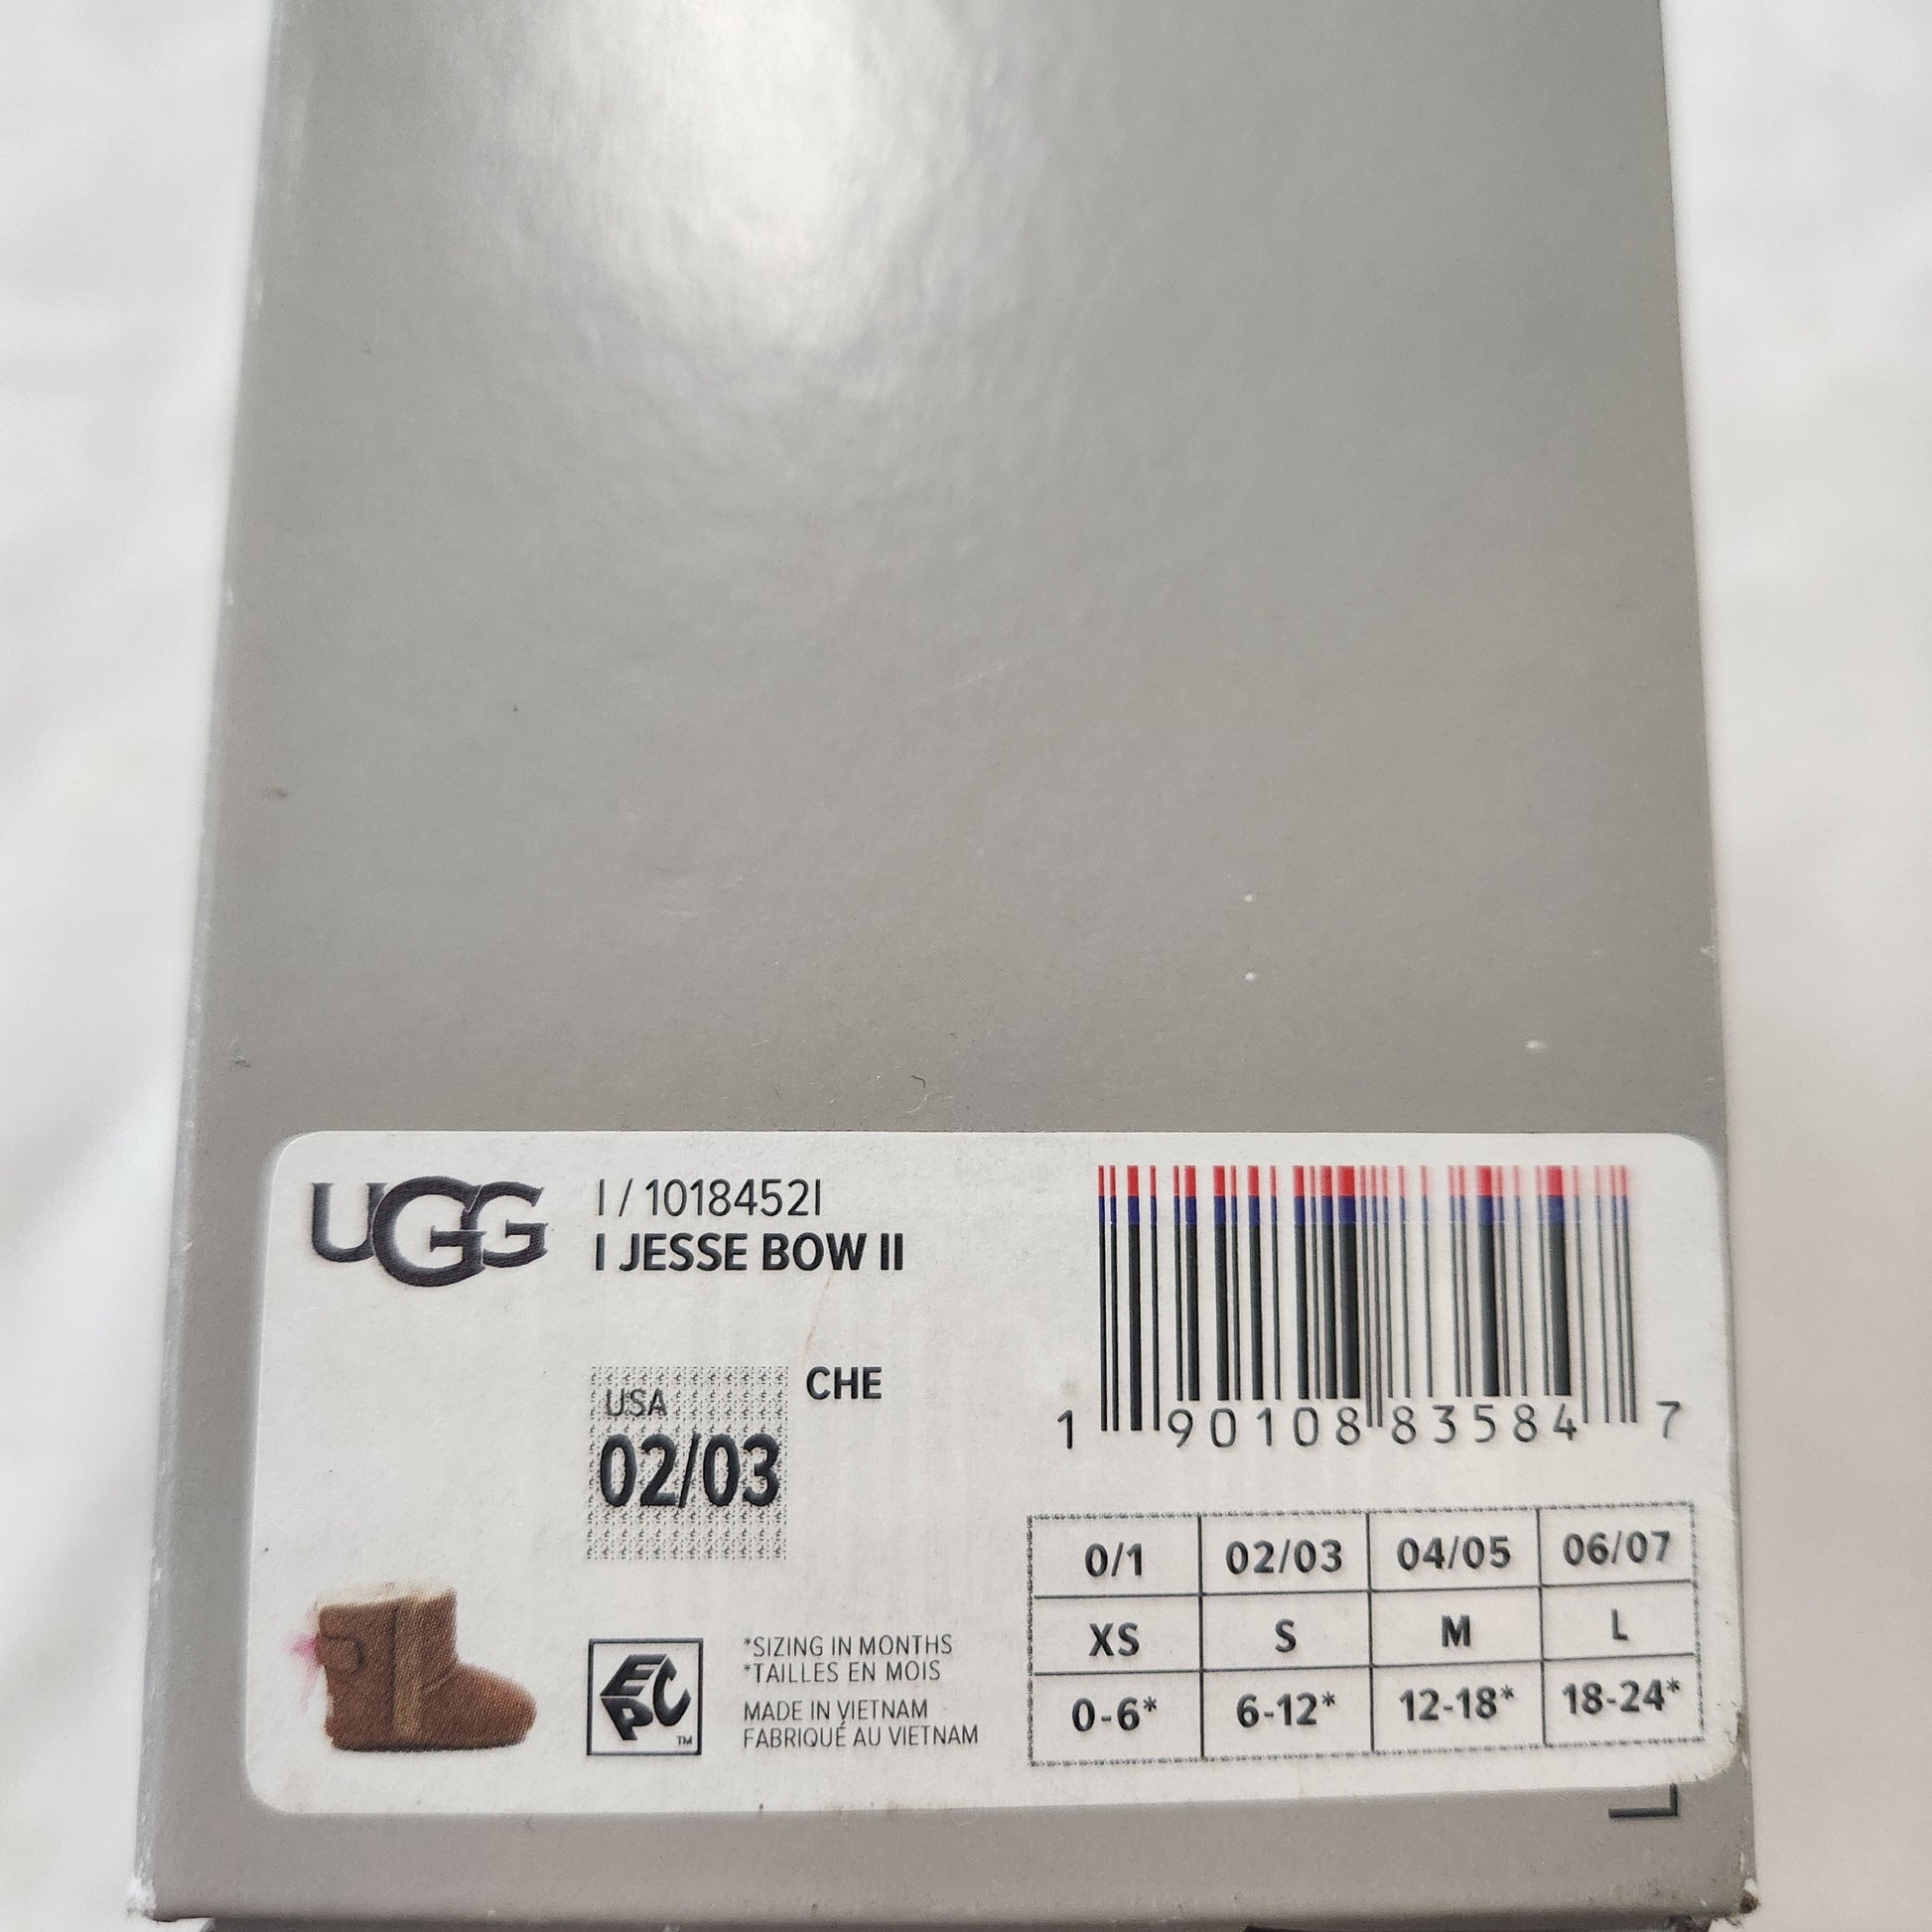 UGG
I / 1018452I
I JESSE BOW II
USA
02/03
CHE
1 90108 83584 7
0/1 02/03 04/05 06/07
XS S M L
0-6* 6-12* 12-18* 18-24*
EPC
TM
*SIZING IN MONTHS
*TAILLES EN MOIS
MADE IN VIETNAM
FABRIQUÉ AU VIETNAM
L